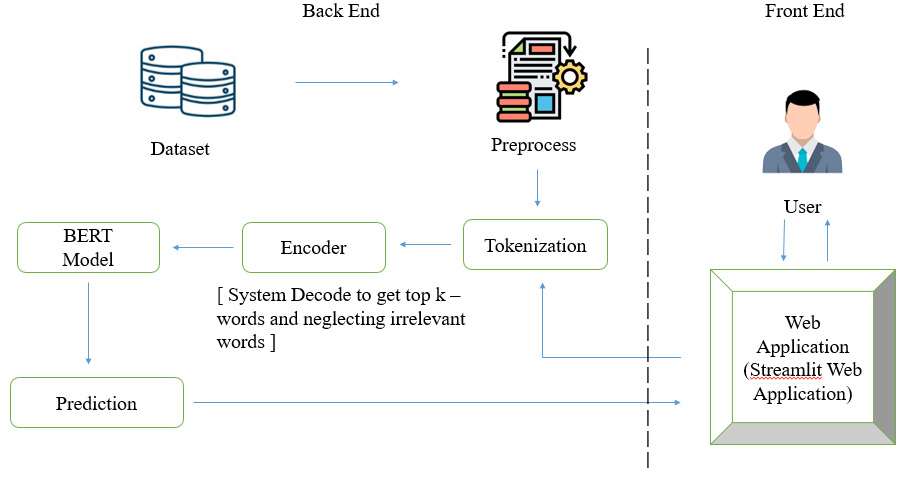 Back End
Front End
Dataset
Preprocess
User
BERT
Model
Encoder
Tokenization
[ System Decode to get top k –
words and neglecting irrelevant
words ]
Web
Application
(Streamlit Web
Application)
Prediction